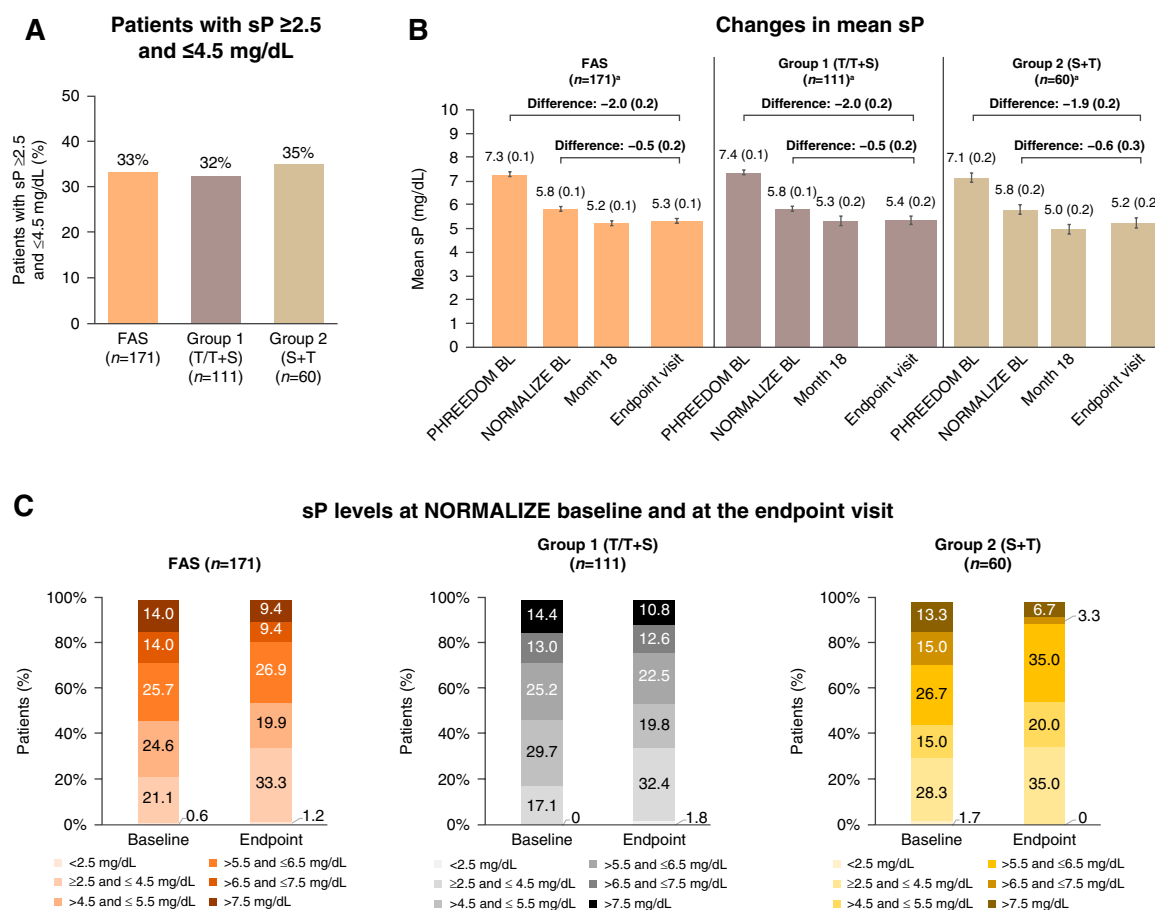 A
Patients with sP ≥2.5
and ≤4.5 mg/dL
Patients with sP ≥2.5
and ≤4.5 mg/dL (%)
50
40
30
20
10
0
33%
32%
35%
FAS
(n=171)
Group 1
(T/T+S)
(n=111)
Group 2
(S+T
(n=60)
B
Changes in mean sP
FAS
(n=171)ª
Group 1 (T/T+S)
(n=111)ª
Group 2 (S+T)
(n=60)ª
Mean sP (mg/dL)
10
9
8
7
6
5
4
3
2
1
0
Difference: −2.0 (0.2)
Difference: −0.5 (0.2)
7.3 (0.1)
5.8 (0.1)
5.2 (0.1)
5.3 (0.1)
Difference: −2.0 (0.2)
Difference: −0.5 (0.2)
7.4 (0.1)
5.8 (0.1)
5.3 (0.2)
5.4 (0.2)
Difference: −1.9 (0.2)
Difference: −0.6 (0.3)
7.1 (0.2)
5.8 (0.2)
5.0 (0.2)
5.2 (0.2)
PHREEDOM BL
NORMALIZE BL
Month 18
Endpoint visit
PHREEDOM BL
NORMALIZE BL
Month 18
Endpoint visit
PHREEDOM BL
NORMALIZE BL
Month 18
Endpoint visit
C
sP levels at NORMALIZE baseline and at the endpoint visit
FAS (n=171)
Patients (%)
100%
80%
60%
40%
20%
0%
14.0
14.0
25.7
24.6
21.1
0.6
9.4
9.4
26.9
19.9
33.3
1.2
Baseline
Endpoint
<2.5 mg/dL
≥2.5 and ≤ 4.5 mg/dL
>4.5 and ≤ 5.5 mg/dL
>5.5 and ≤6.5 mg/dL
>6.5 and ≤7.5 mg/dL
>7.5 mg/dL
Group 1 (T/T+S)
(n=111)
Patients (%)
100%
80%
60%
40%
20%
0%
14.4
13.0
25.2
29.7
17.1
0
10.8
12.6
22.5
19.8
32.4
1.8
Baseline
Endpoint
<2.5 mg/dL
≥2.5 and ≤ 4.5 mg/dL
>4.5 and ≤ 5.5 mg/dL
>5.5 and ≤6.5 mg/dL
>6.5 and ≤7.5 mg/dL
>7.5 mg/dL
Group 2 (S+T)
(n=60)
Patients (%)
100%
80%
60%
40%
20%
0%
13.3
15.0
26.7
15.0
28.3
1.7
6.7
3.3
35.0
20.0
35.0
0
Baseline
Endpoint
<2.5 mg/dL
≥2.5 and ≤ 4.5 mg/dL
>4.5 and ≤ 5.5 mg/dL
>5.5 and ≤6.5 mg/dL
>6.5 and ≤7.5 mg/dL
>7.5 mg/dL